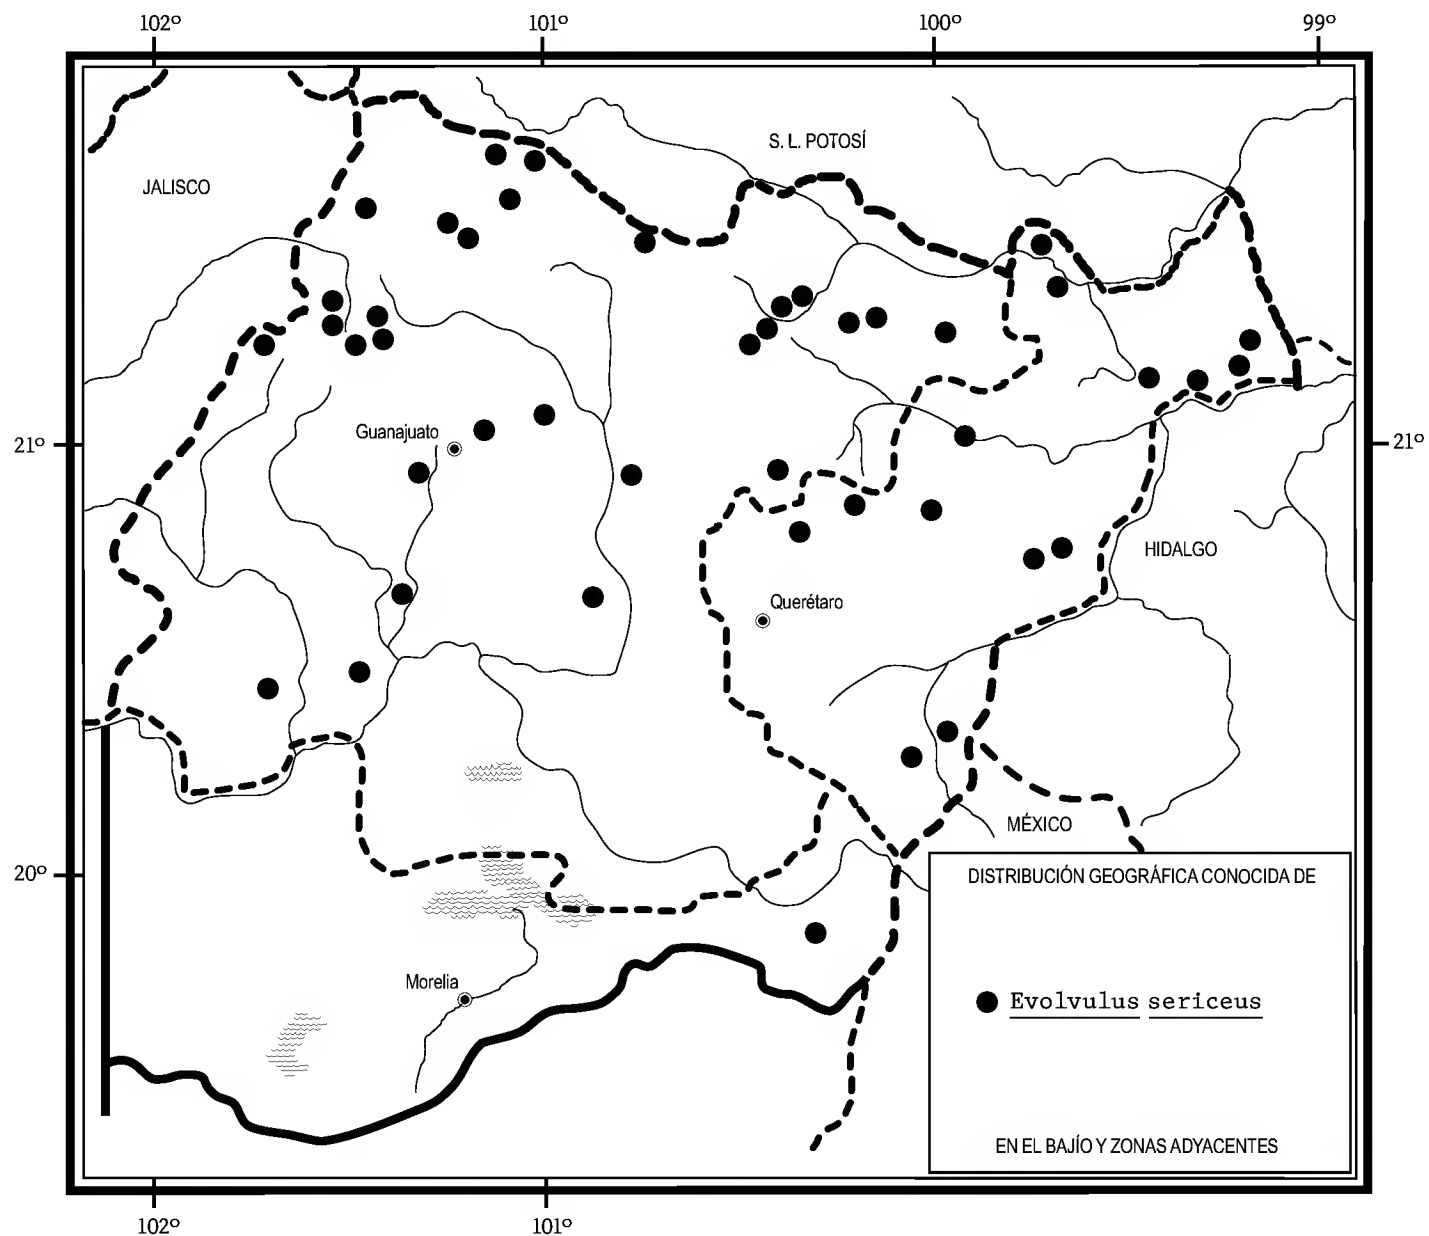 102º 101º 100º 99º
S. L. POTOSÍ
JALISCO
Guanajuato
21º 21º
HIDALGO
Querétaro
MÉXICO
20º
DISTRIBUCIÓN GEOGRÁFICA CONOCIDA DE
Morelia
Evolvulus sericeus
EN EL BAJÍO Y ZONAS ADYACENTES
102º 101º